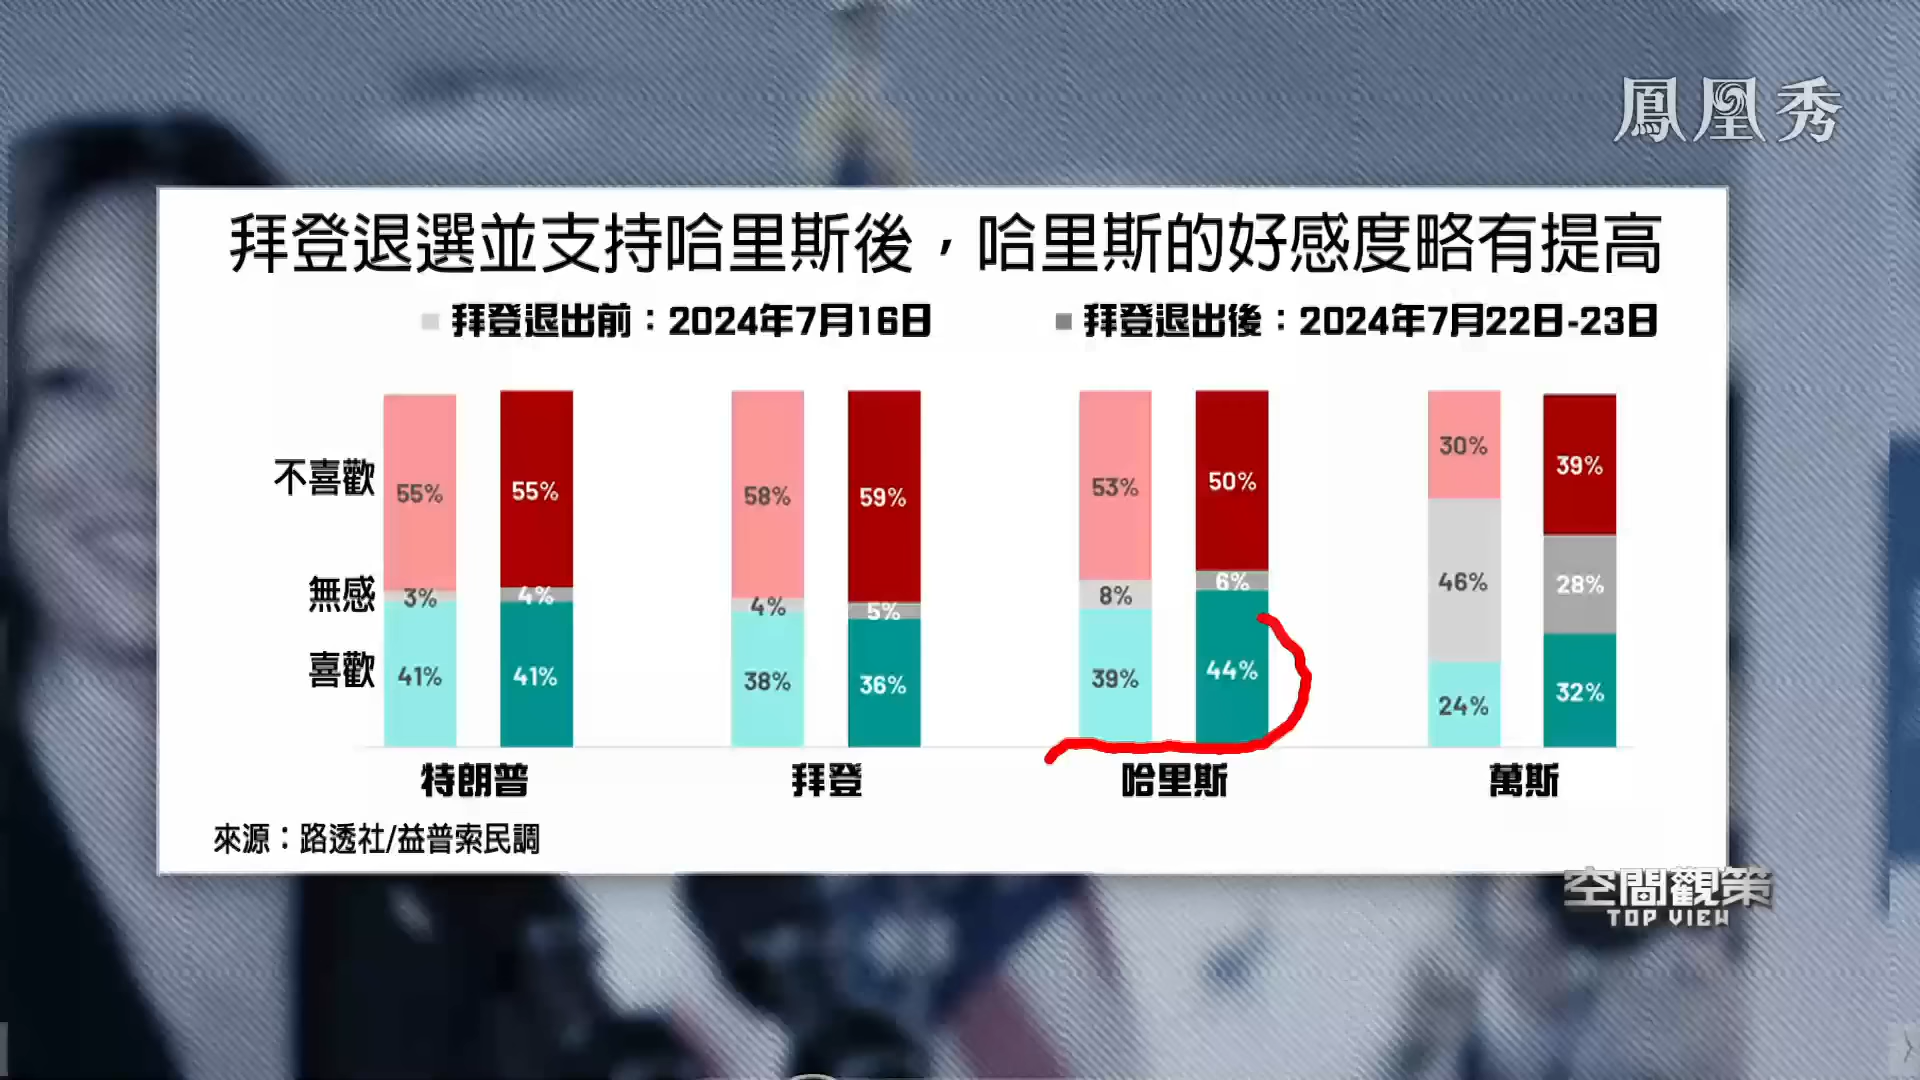 鳳凰秀
拜登退選並支持哈里斯後，哈里斯的好感度略有提高
拜登退出前：2024年7月16日
拜登退出後：2024年7月22日-23日
不喜歡
55%
55%
58%
59%
53%
50%
30%
39%
無感
3%
4%
4%
5%
8%
6%
46%
28%
喜歡
41%
41%
38%
36%
39%
44%
24%
32%
特朗普
拜登
哈里斯
萬斯
來源：路透社/益普索民調
空間觀策
TOP VIEW